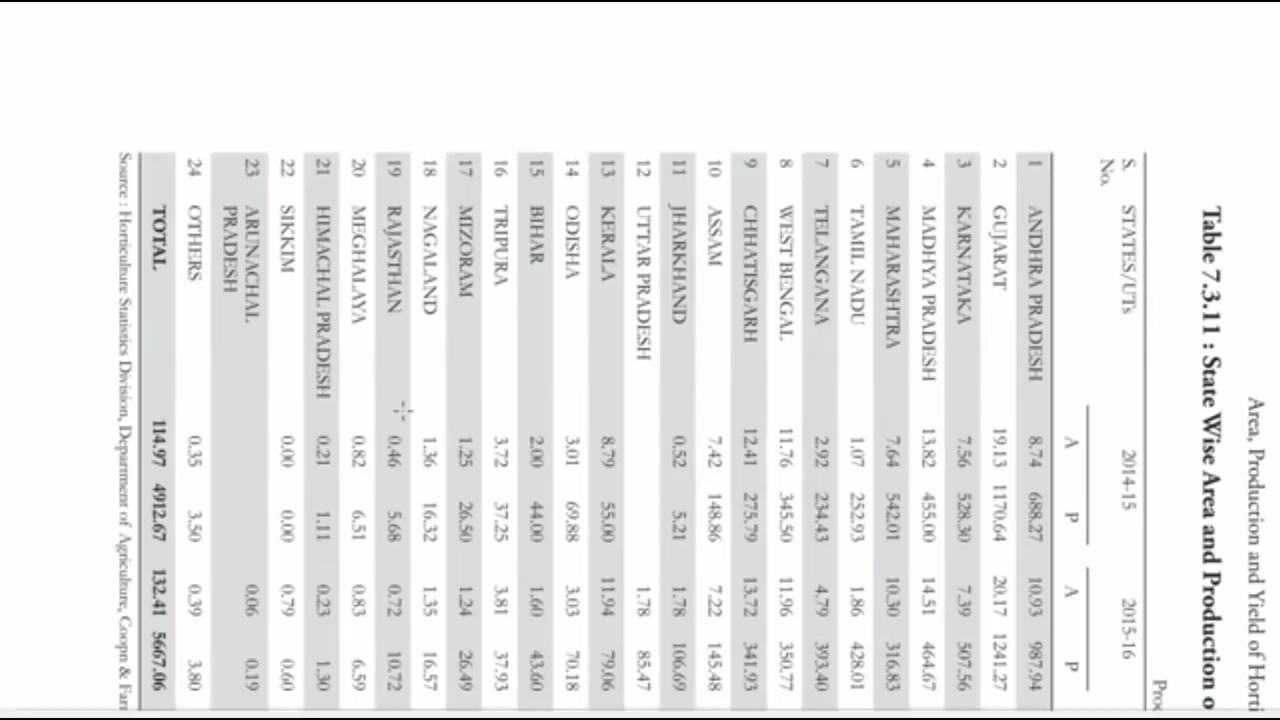 Area, Production and Yield of Horti
Table 7.3.11 : State Wise Area and Production o
Proc
S. No. STATES/UTs 2014-15 2015-16
A P A P
1 ANDHRA PRADESH 8.74 688.27 10.93 987.94
2 GUJARAT 19.13 1170.64 20.17 1241.27
3 KARNATAKA 7.56 528.30 7.39 507.56
4 MADHYA PRADESH 13.82 455.00 14.51 464.67
5 MAHARASHTRA 7.64 542.01 10.30 316.83
6 TAMIL NADU 1.07 252.93 1.86 428.01
7 TELANGANA 2.92 234.43 4.79 393.40
8 WEST BENGAL 11.76 345.50 11.96 350.77
9 CHHATISGARH 12.41 275.79 13.72 341.93
10 ASSAM 7.42 148.86 7.22 145.48
11 JHARKHAND 0.52 5.21 1.78 106.69
12 UTTAR PRADESH 1.78 85.47
13 KERALA 8.79 55.00 11.94 79.06
14 ODISHA 3.01 69.88 3.03 70.18
15 BIHAR 2.00 44.00 1.60 43.60
16 TRIPURA 3.72 37.25 3.81 37.93
17 MIZORAM 1.25 26.50 1.24 26.49
18 NAGALAND 1.36 16.32 1.35 16.57
19 RAJASTHAN 0.46 5.68 0.72 10.72
20 MEGHALAYA 0.82 6.51 0.83 6.59
21 HIMACHAL PRADESH 0.21 1.11 0.23 1.30
22 SIKKIM 0.00 0.00 0.79 0.60
23 ARUNACHAL 0.06 0.19
PRADESH
24 OTHERS 0.35 3.50 0.39 3.80
TOTAL 114.97 4912.67 132.41 5667.06
Source : Horticulture Statistics Division, Department of Agriculture, Coopn & Farr